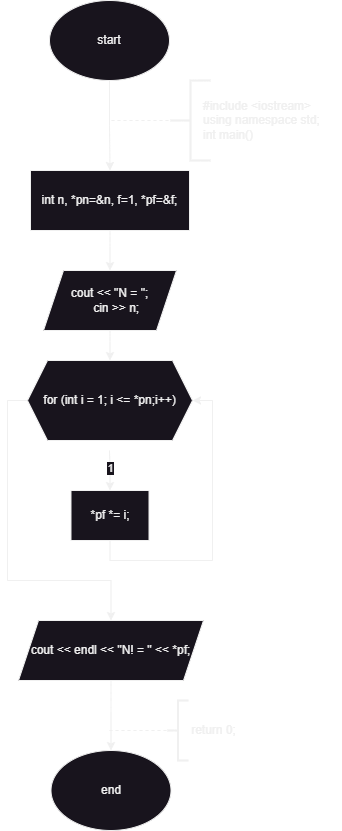 start
#include <iostream>
using namespace std;
int main()
int n, *pn=&n, f=1, *pf=&f;
cout << "N = ";
cin >> n;
for (int i = 1; i <= *pn;i++)
1
*pf *= i;
cout << endl << "N! = " << *pf;
return 0;
end